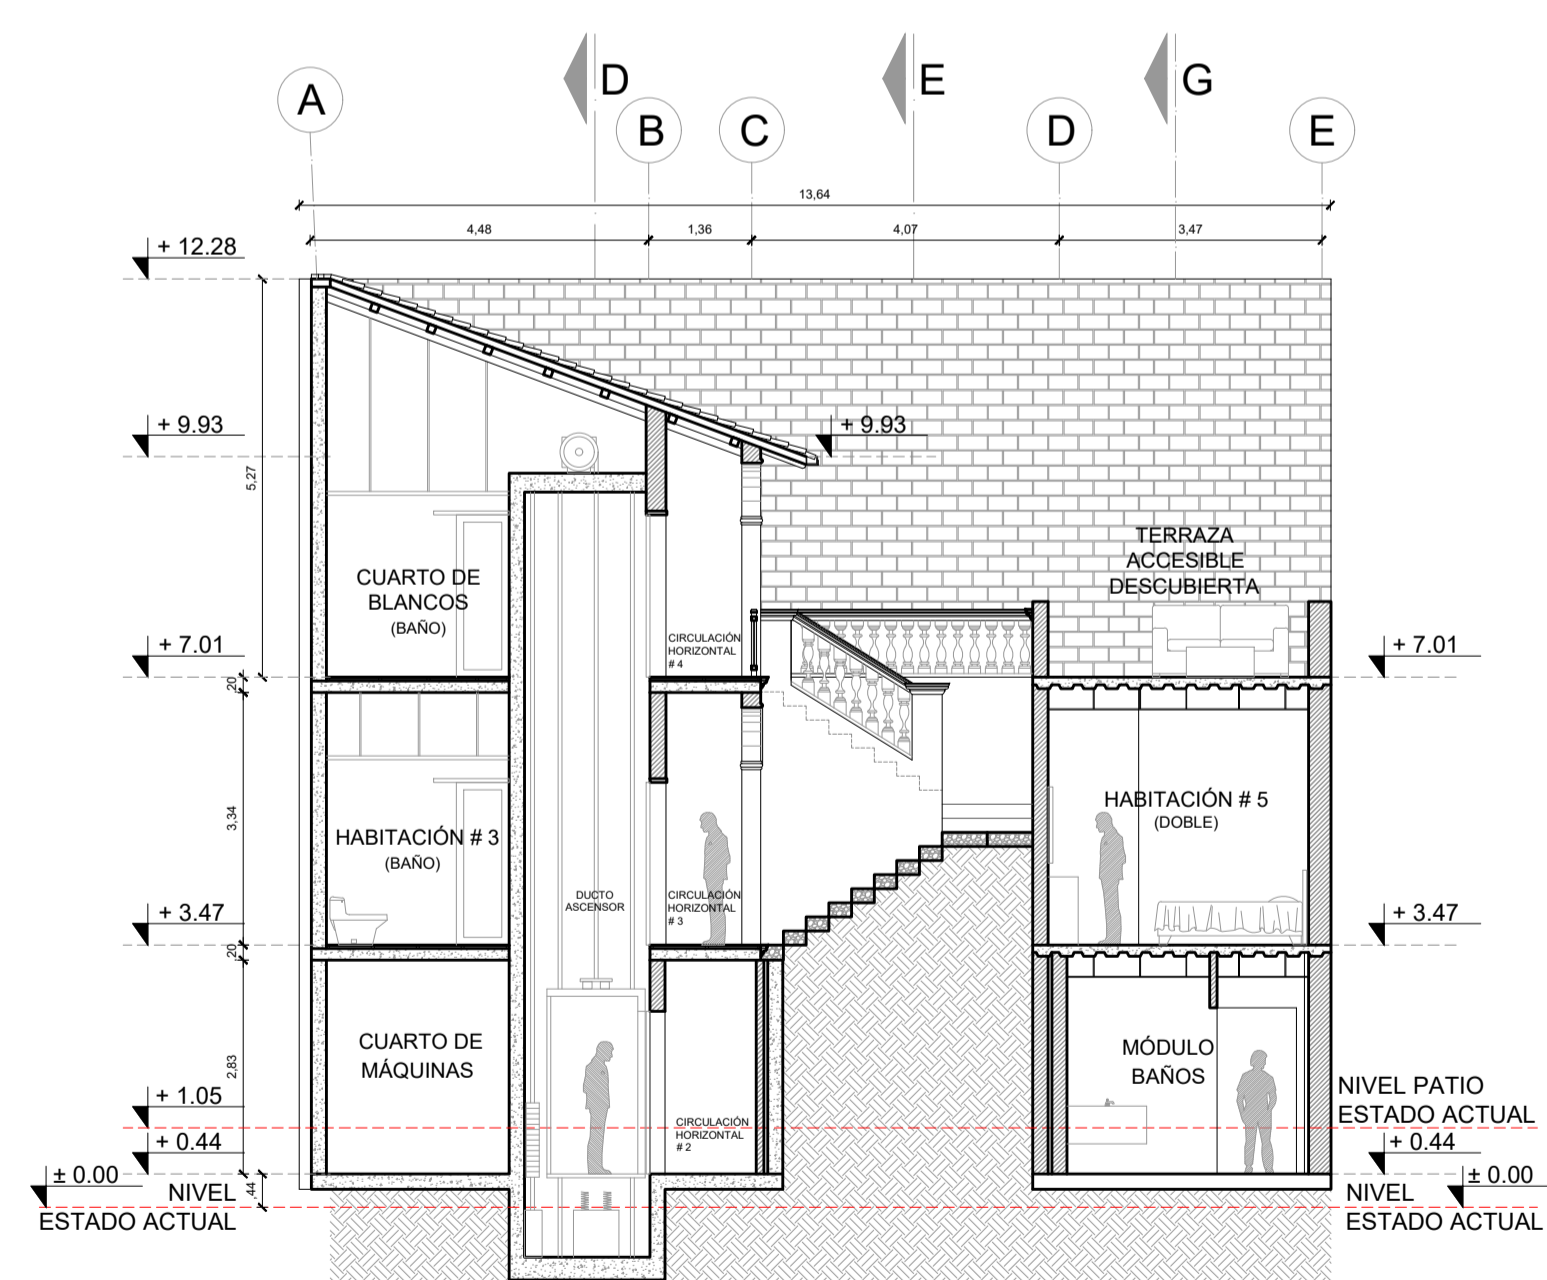 D
E
G
A
B
C
D
E
13,64
4,48
1,36
4,07
3,47
+ 12.28
+ 9.93
+ 9.93
5,27
TERRAZA
ACCESIBLE
DESCUBIERTA
CUARTO DE
BLANCOS
(BAÑO)
CIRCULACIÓN
HORIZONTAL
# 4
+ 7.01
+ 7.01
20
3,34
HABITACIÓN # 3
(BAÑO)
HABITACIÓN # 5
(DOBLE)
DUCTO
ASCENSOR
CIRCULACIÓN
HORIZONTAL
# 3
+ 3.47
+ 3.47
20
2,83
CUARTO DE
MÁQUINAS
MÓDULO
BAÑOS
NIVEL PATIO
ESTADO ACTUAL
+ 1.05
CIRCULACIÓN
HORIZONTAL
# 2
+ 0.44
+ 0.44
± 0.00
± 0.00
,44
NIVEL
ESTADO ACTUAL
NIVEL
ESTADO ACTUAL